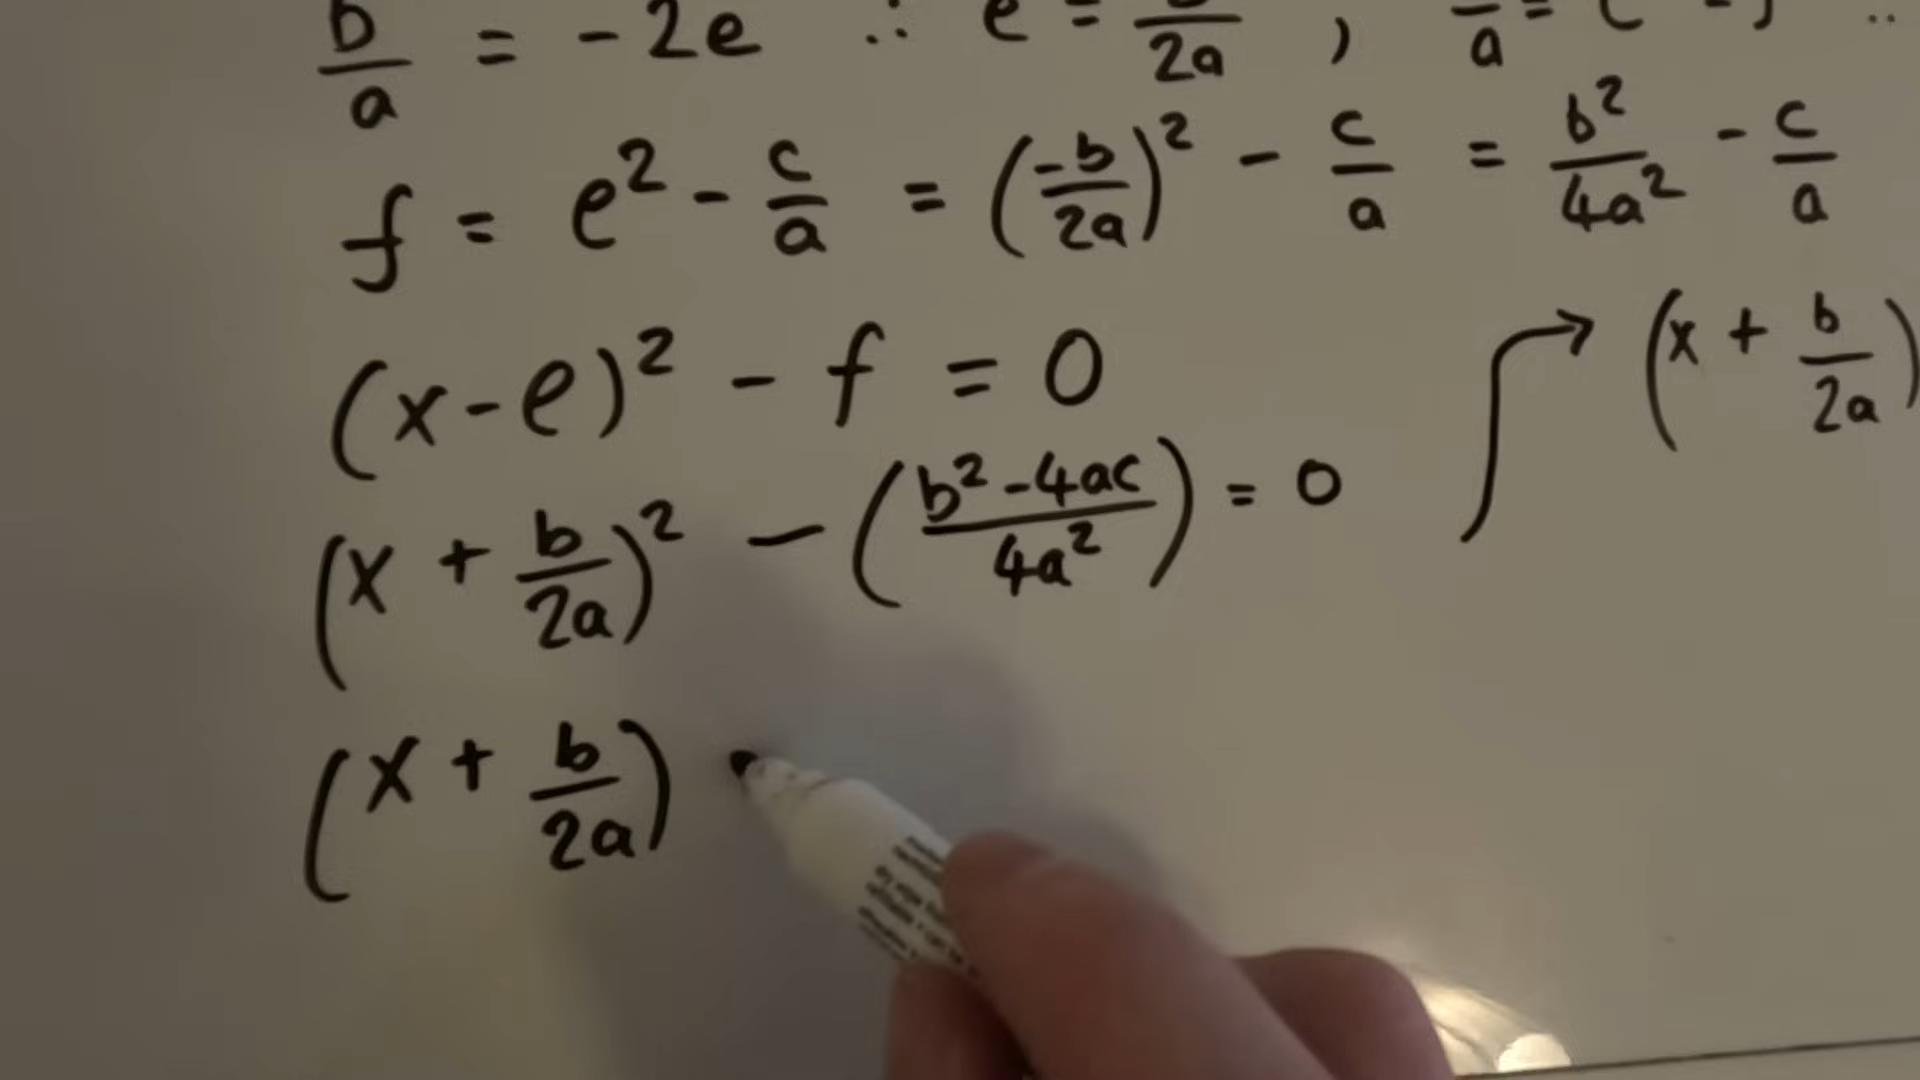 b/a = -2e ∴ e = /2a , /a =
f = e² - c/a = (-b/2a)² - c/a = b²/4a² - c/a
(x-e)² - f = 0
(x + b/2a)
(x + b/2a)² - (b²-4ac/4a²) = 0
(x + b/2a)